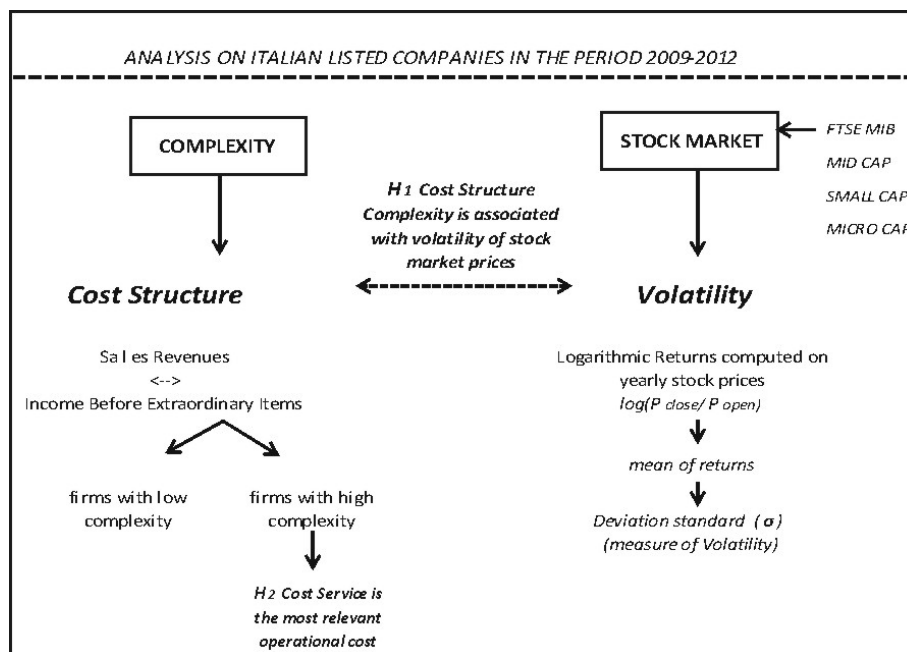 ANALYSIS ON ITALIAN LISTED COMPANIES IN THE PERIOD 2009-2012
COMPLEXITY
STOCK MARKET
FTSE MIB
MID CAP
SMALL CAP
MICRO CAP
H1 Cost Structure
Complexity is associated
with volatility of stock
market prices
Cost Structure
Volatility
Sales Revenues
<-->
Income Before Extraordinary Items
firms with low
complexity
firms with high
complexity
H2 Cost Service is
the most relevant
operational cost
Logarithmic Returns computed on
yearly stock prices
log(P close/ P open)
mean of returns
Deviation standard (σ)
(measure of Volatility)